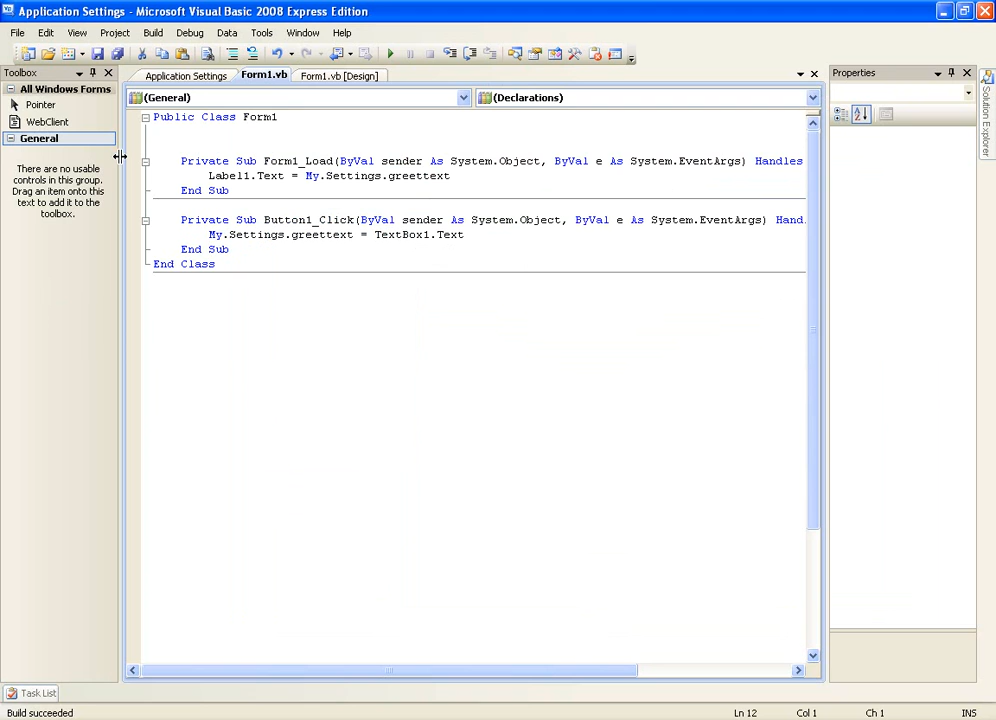 Application Settings - Microsoft Visual Basic 2008 Express Edition
File Edit View Project Build Debug Data Tools Window Help
Toolbox
Application Settings Form1.vb Form1.vb [Design]
Properties
All Windows Forms
Pointer
WebClient
General
There are no usable
controls in this group.
Drag an item onto this
text to add it to the
toolbox.
(General) (Declarations)
Public Class Form1
Private Sub Form1_Load(ByVal sender As System.Object, ByVal e As System.EventArgs) Handles
Label1.Text = My.Settings.greettext
End Sub
Private Sub Button1_Click(ByVal sender As System.Object, ByVal e As System.EventArgs) Handl
My.Settings.greettext = TextBox1.Text
End Sub
End Class
Solution Explorer
Task List
Build succeeded Ln 12 Col 1 Ch 1 INS